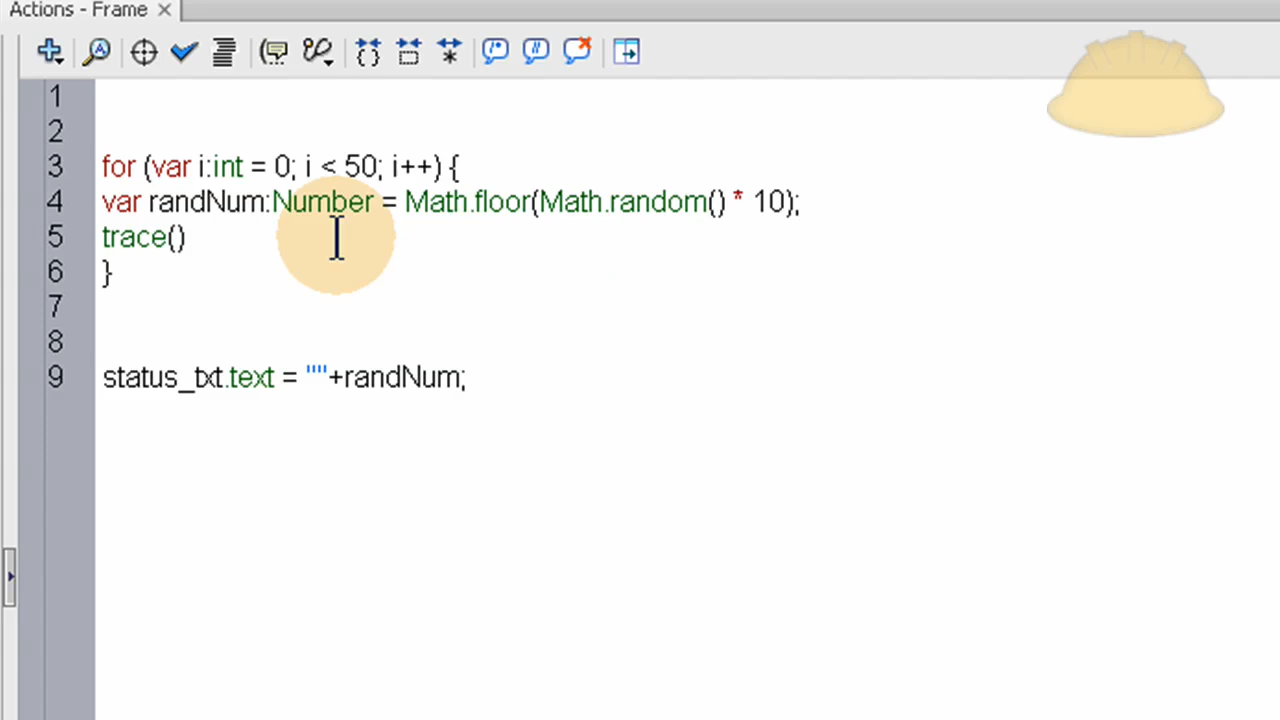 Actions - Frame
1
2
3 for (var i:int = 0; i < 50; i++) {
4 var randNum:Number = Math.floor(Math.random() * 10);
5 trace()
6 }
7
8
9 status_txt.text = ""+randNum;